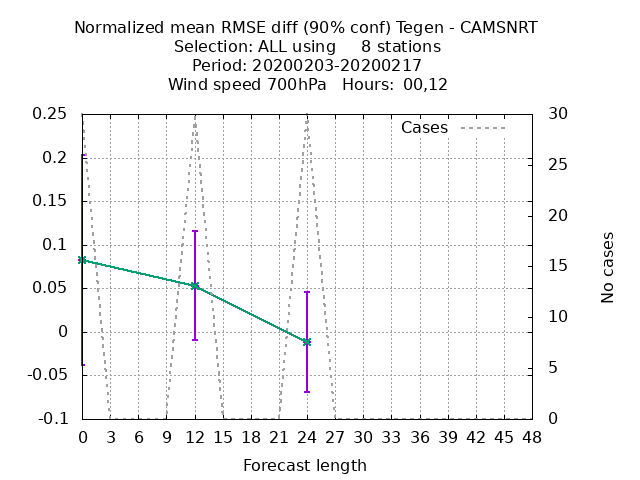 Normalized mean RMSE diff (90% conf) Tegen - CAMSNRT
Selection: ALL using 8 stations
Period: 20200203-20200217
Wind speed 700hPa Hours: 00,12
Cases
0.25
0.2
0.15
0.1
0.05
0
-0.05
-0.1
30
25
20
15
10
5
0
No cases
0 3 6 9 12 15 18 21 24 27 30 33 36 39 42 45 48
Forecast length